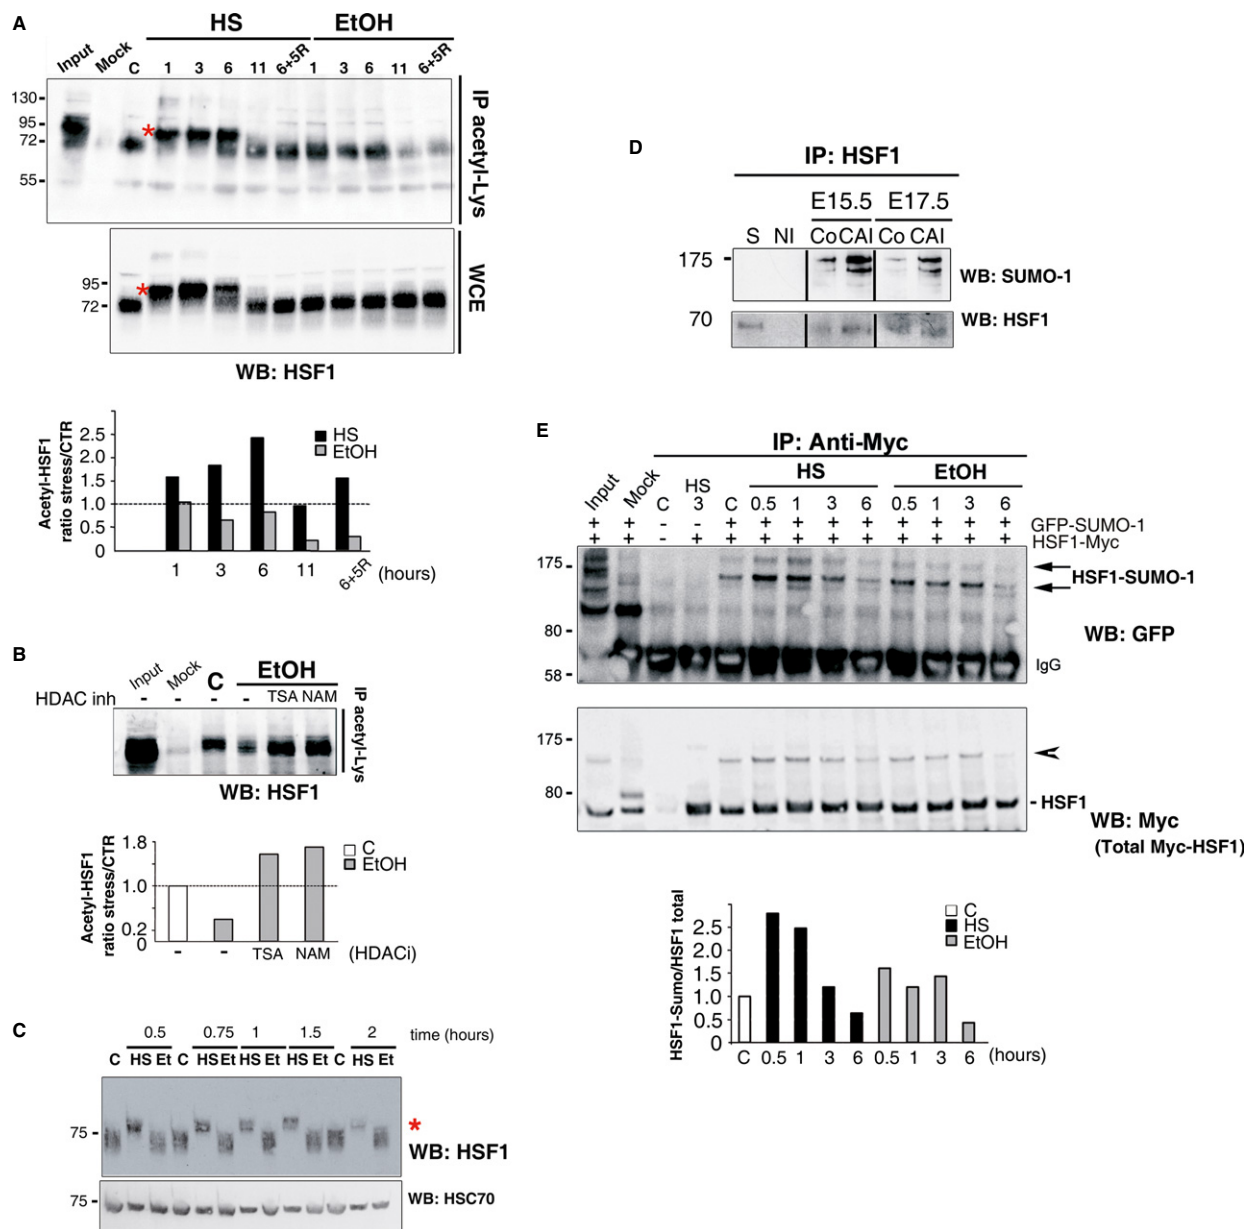 A
HS EtOH
Input Mock C 1 3 6 11 6+5R 1 3 6 11 6+5R
130
95
72
55
*
IP acetyl-Lys
95
72
*
WCE
WB: HSF1
Acetyl-HSF1
ratio stress/CTR
2.5
2.0
1.5
1.0
0.5
0
HS
EtOH
1 3 6 11 6+5R (hours)
B
Input Mock C EtOH
HDAC inh - - - - TSA NAM
IP acetyl-Lys
WB: HSF1
Acetyl-HSF1
ratio stress/CTR
1.8
1.0
0.2
0
C
EtOH
- - TSA NAM (HDACi)
C
0.5 0.75 1 1.5 2 time (hours)
C HS Et C HS Et HS Et HS Et C HS Et
75
*
WB: HSF1
75
WB: HSC70
D
IP: HSF1
E15.5 E17.5
S NI Co CAI Co CAI
175
WB: SUMO-1
70
WB: HSF1
E
IP: Anti-Myc
HS EtOH
Input Mock C HS 3 C 0.5 1 3 6 0.5 1 3 6
+ + - - + + + + + + + + + GFP-SUMO-1
+ + - + + + + + + + + + + HSF1-Myc
175
HSF1-SUMO-1
80
WB: GFP
58
IgG
175
80
HSF1
WB: Myc
(Total Myc-HSF1)
HSF1-Sumo/HSF1 total
2.5
2.0
1.5
1.0
0.5
0
C
HS
EtOH
C 0.5 1 3 6 0.5 1 3 6 (hours)